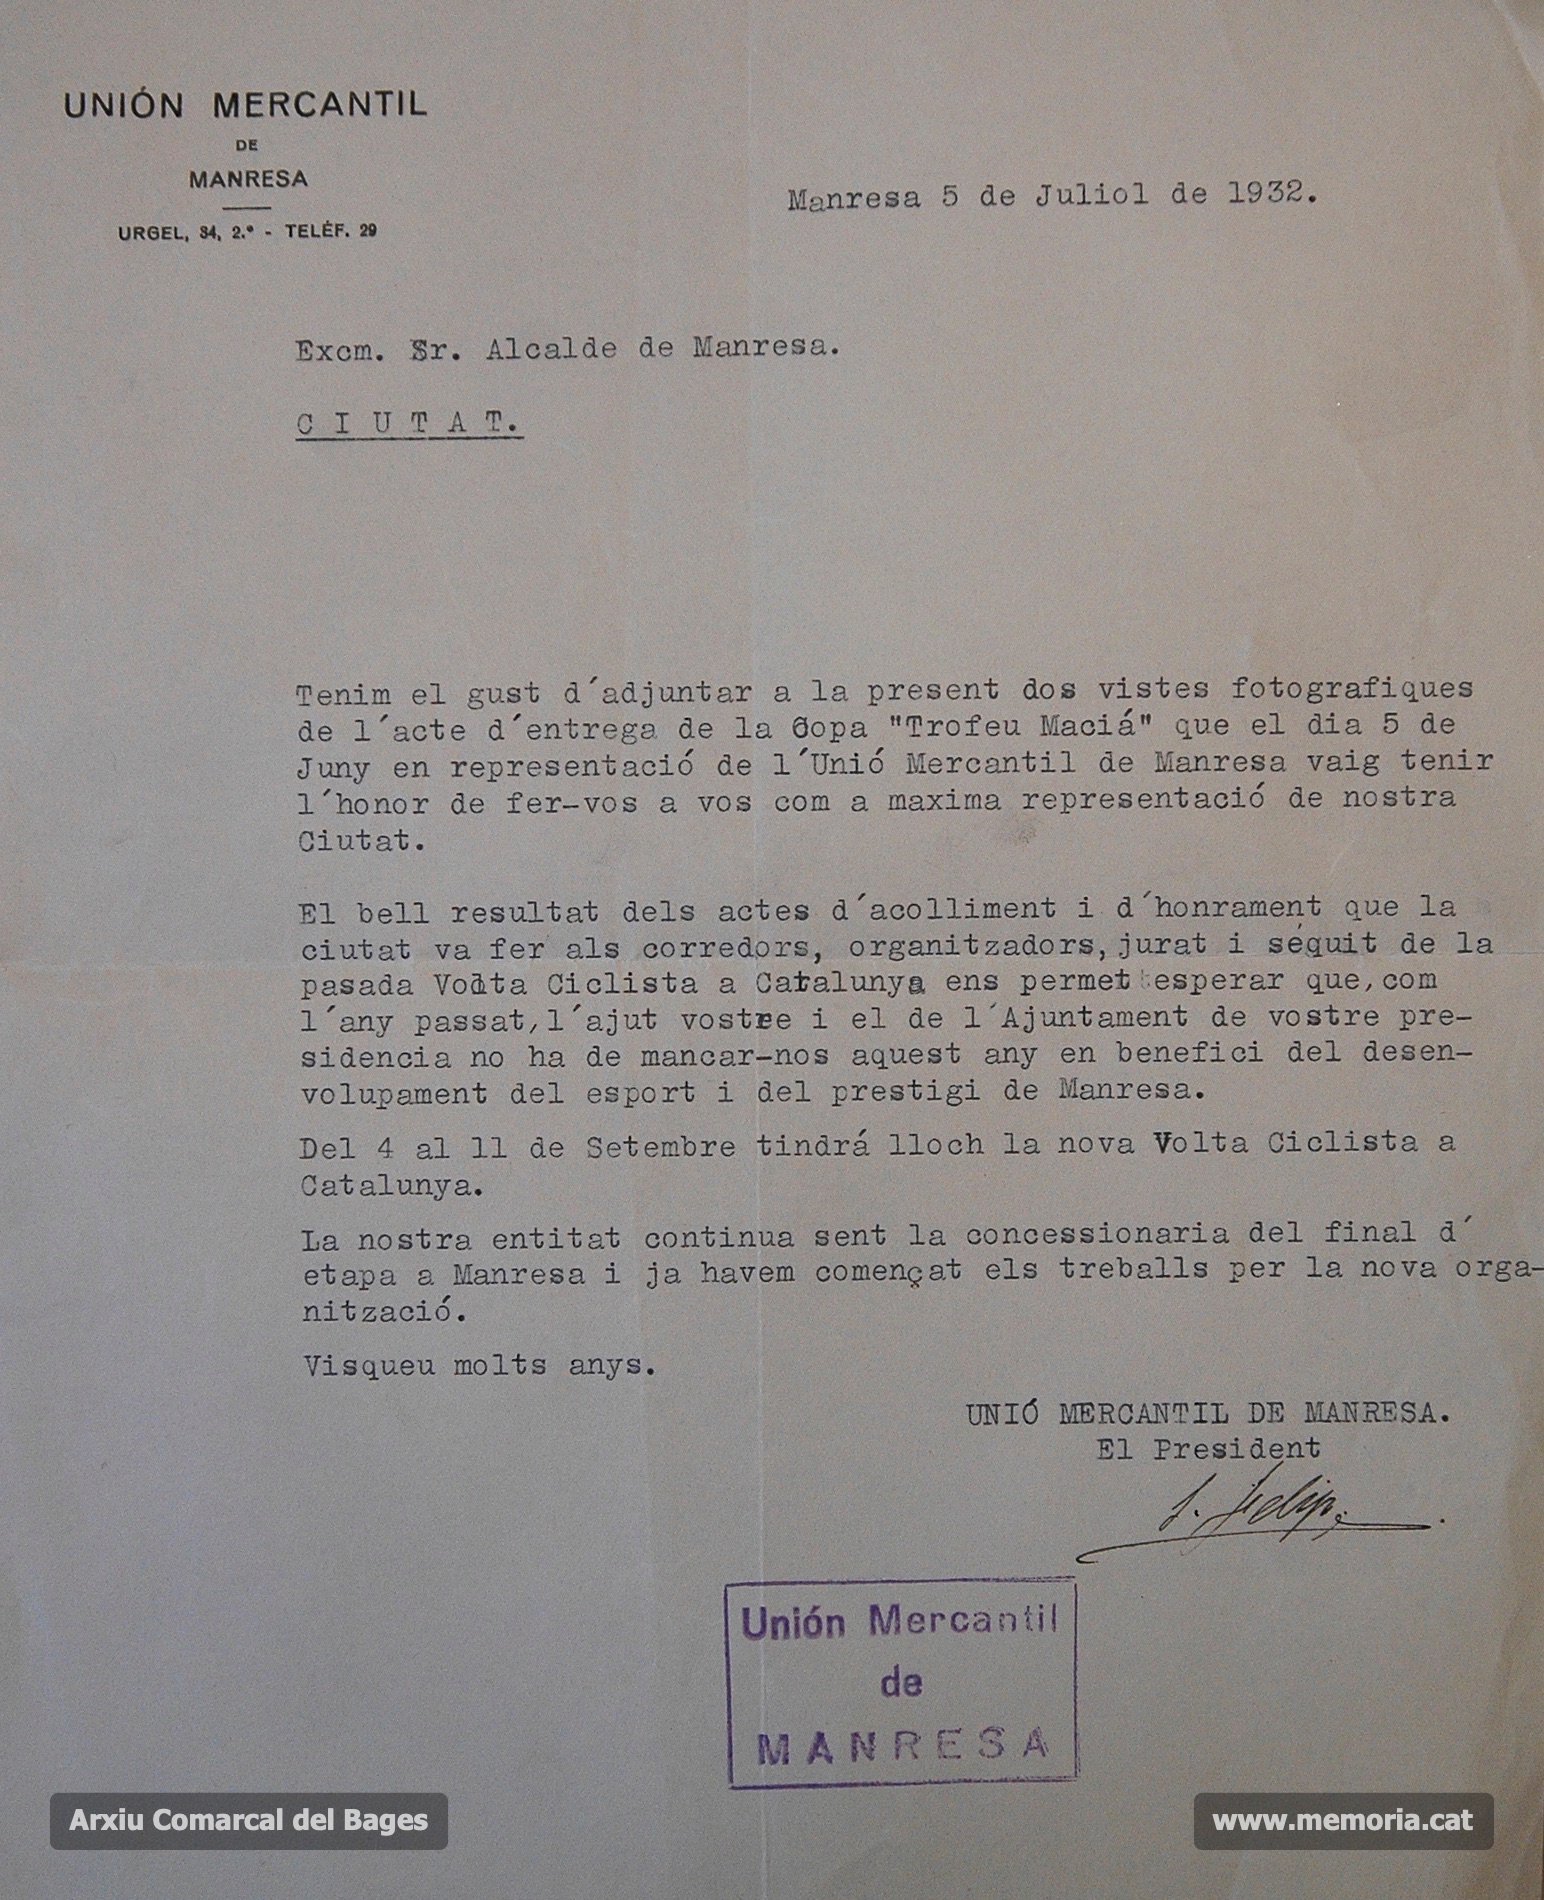 UNIÓN MERCANTIL
DE
MANRESA
URGEL, 34, 2.º - TELÉF. 29
Manresa 5 de Juliol de 1932.
Excm. Sr. Alcalde de Manresa.
C I U T A T.
Tenim el gust d´adjuntar a la present dos vistes fotografiques
de l´acte d´entrega de la Copa "Trofeu Maciá" que el dia 5 de
Juny en representació de l´Unió Mercantil de Manresa vaig tenir
l´honor de fer-vos a vos com a maxima representació de nostra
Ciutat.
El bell resultat dels actes d´acolliment i d´honrament que la
ciutat va fer als corredors, organitzadors, jurat i séquit de la
pasada Volta Ciclista a Catalunya ens permet esperar que, com
l´any passat, l´ajut vostre i el de l´Ajuntament de vostre pre-
sidencia no ha de mancar-nos aquest any en benefici del desen-
volupament del esport i del prestigi de Manresa.
Del 4 al 11 de Setembre tindrá lloch la nova Volta Ciclista a
Catalunya.
La nostra entitat continua sent la concessionaria del final d´
etapa a Manresa i ja havem començat els treballs per la nova orga-
nització.
Visqueu molts anys.
UNIÓ MERCANTIL DE MANRESA.
El President
Unión Mercantil
de
MANRESA
Arxiu Comarcal del Bages
www.memoria.cat